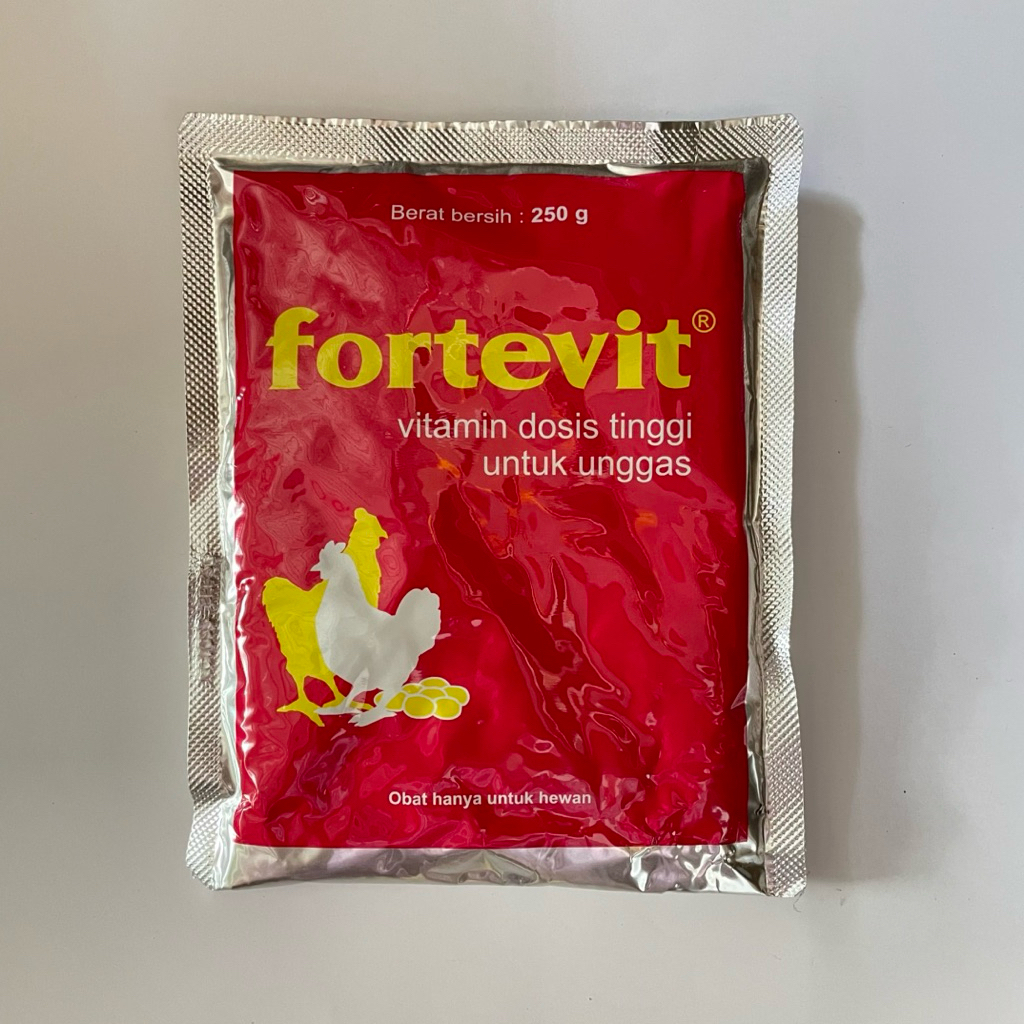 Berat bersih : 250 g
fortevit®
vitamin dosis tinggi
untuk unggas
Obat hanya untuk hewan